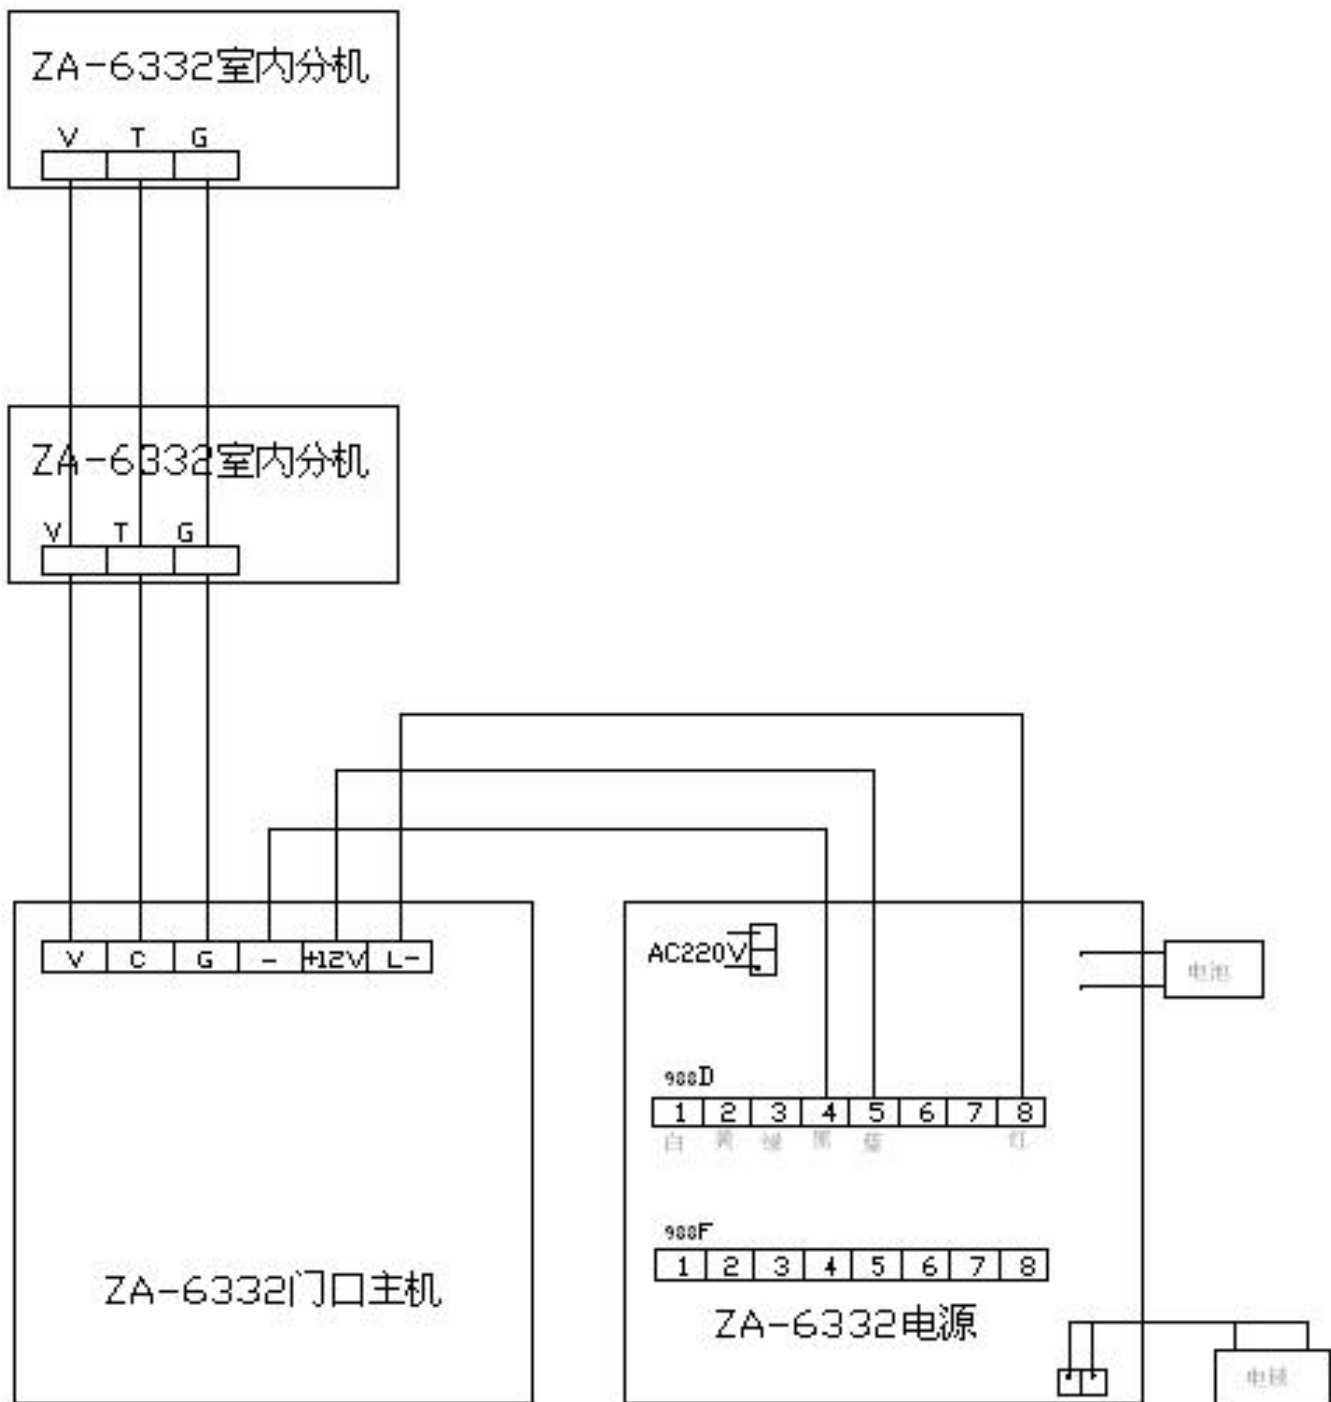 ZA-6332室内分机
V T G
ZA-6332室内分机
V T G
V C G - +12V L-
ZA-6332门口主机
AC220V
电池
988D
1 2 3 4 5 6 7 8
白 黄 绿 黑 蓝 红
988F
1 2 3 4 5 6 7 8
ZA-6332电源